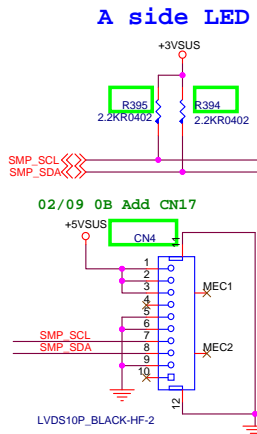 A side LED
+3VSUS
R395
R394
2.2KR0402
2.2KR0402
SMP_SCL
SMP_SDA
02/09 0B Add CN17
+5VSUS
CN4
11
1
2
3
MEC1
4
5
6
SMP_SCL
7
SMP_SDA
8
MEC2
9
10
12
LVDS10P_BLACK-HF-2